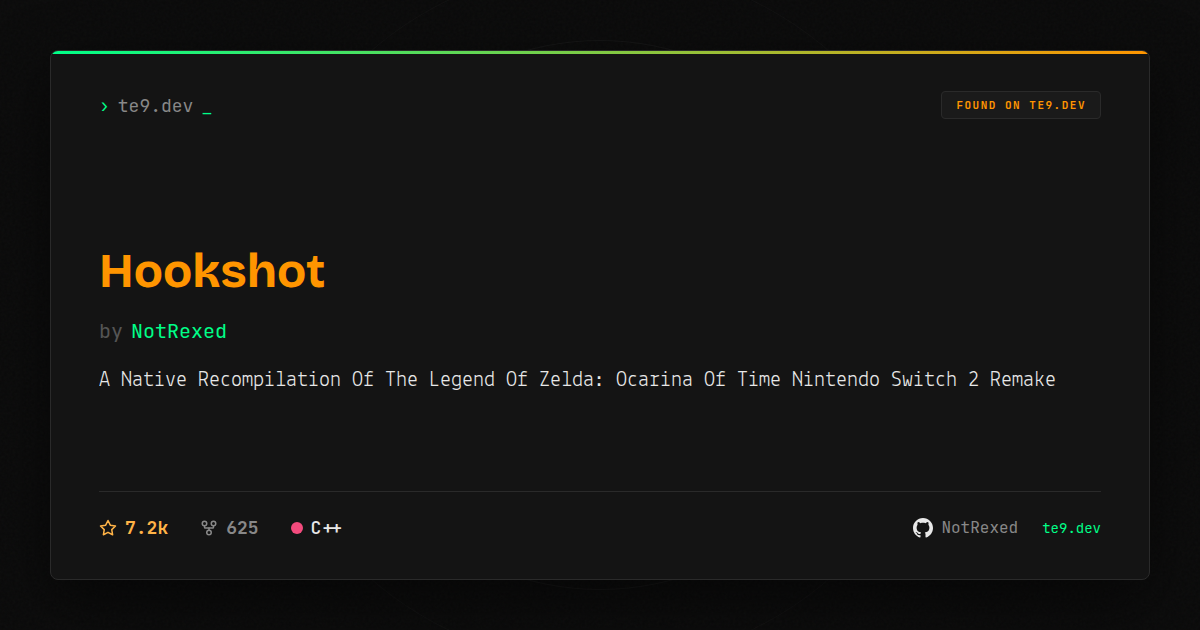 › te9.dev _
FOUND ON TE9.DEV
Hookshot
by NotRexed
A Native Recompilation Of The Legend Of Zelda: Ocarina Of Time Nintendo Switch 2 Remake
7.2k 625 C++
NotRexed te9.dev